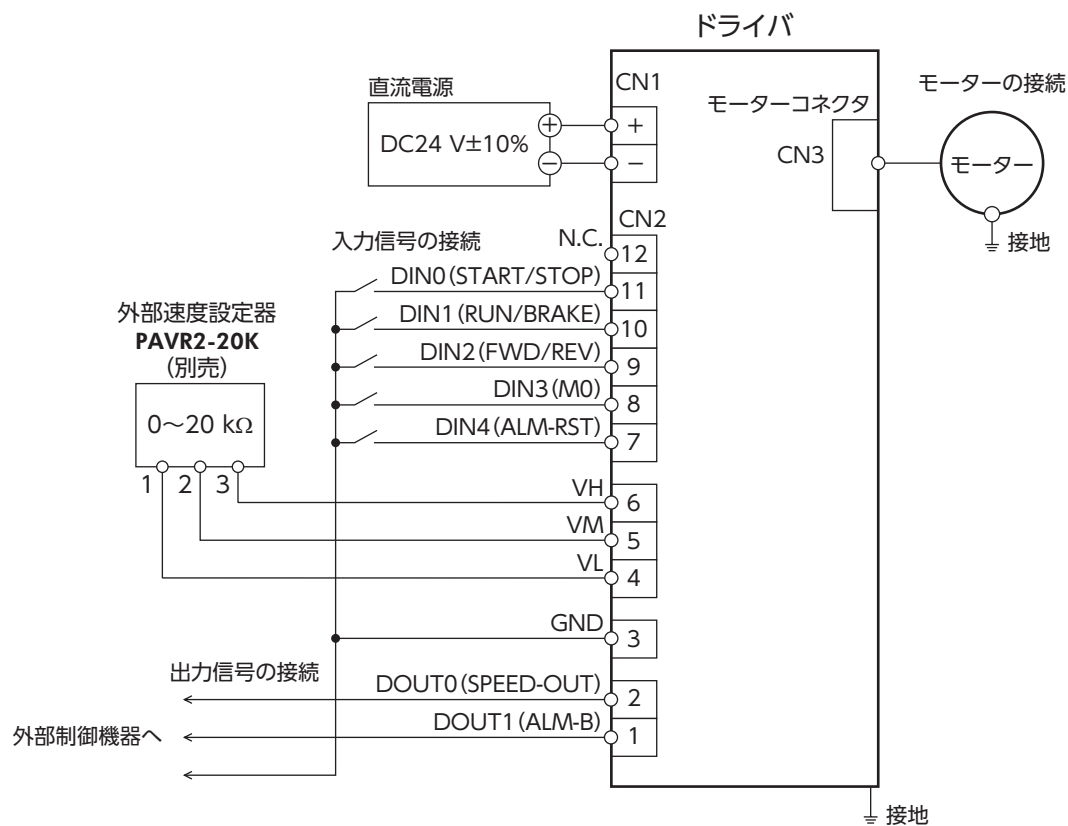 ドライバ
直流電源
DC24 V±10%
+
−
CN1
+
−
モーターコネクタ
CN3
モーターの接続
モーター
接地
CN2
入力信号の接続
N.C.
12
DIN0(START/STOP)
11
DIN1(RUN/BRAKE)
10
DIN2(FWD/REV)
9
DIN3(M0)
8
DIN4(ALM-RST)
7
外部速度設定器
PAVR2-20K
(別売)
0～20 kΩ
1 2 3
VH
6
VM
5
VL
4
GND
3
出力信号の接続
DOUT0(SPEED-OUT)
2
DOUT1(ALM-B)
1
外部制御機器へ
接地